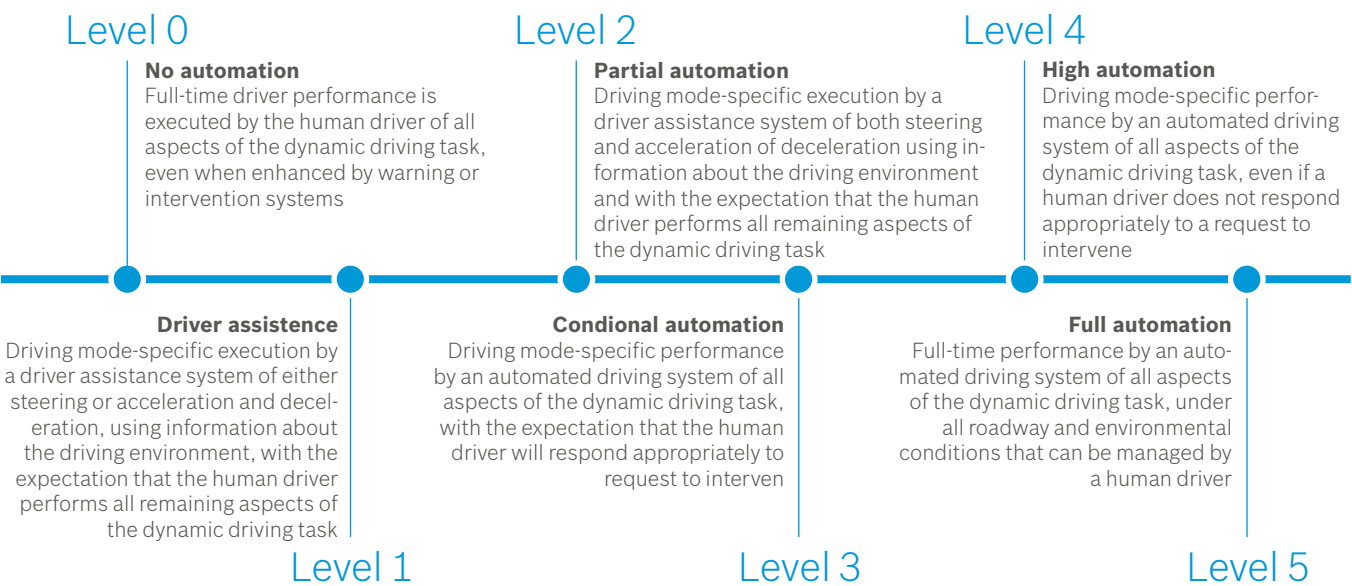 Level 0
No automation
Full-time driver performance is
executed by the human driver of all
aspects of the dynamic driving task,
even when enhanced by warning or
intervention systems
Driver assistence
Driving mode-specific execution by
a driver assistance system of either
steering or acceleration and decel-
eration, using information about
the driving environment, with the
expectation that the human driver
performs all remaining aspects of
the dynamic driving task
Level 1
Level 2
Partial automation
Driving mode-specific execution by a
driver assistance system of both steering
and acceleration of deceleration using in-
formation about the driving environment
and with the expectation that the human
driver performs all remaining aspects of
the dynamic driving task
Condional automation
Driving mode-specific performance
by an automated driving system of all
aspects of the dynamic driving task,
with the expectation that the human
driver will respond appropriately to
request to interven
Level 3
Level 4
High automation
Driving mode-specific perfor-
mance by an automated driving
system of all aspects of the
dynamic driving task, even if a
human driver does not respond
appropriately to a request to
intervene
Full automation
Full-time performance by an auto-
mated driving system of all aspects
of the dynamic driving task, under
all roadway and environmental
conditions that can be managed by
a human driver
Level 5